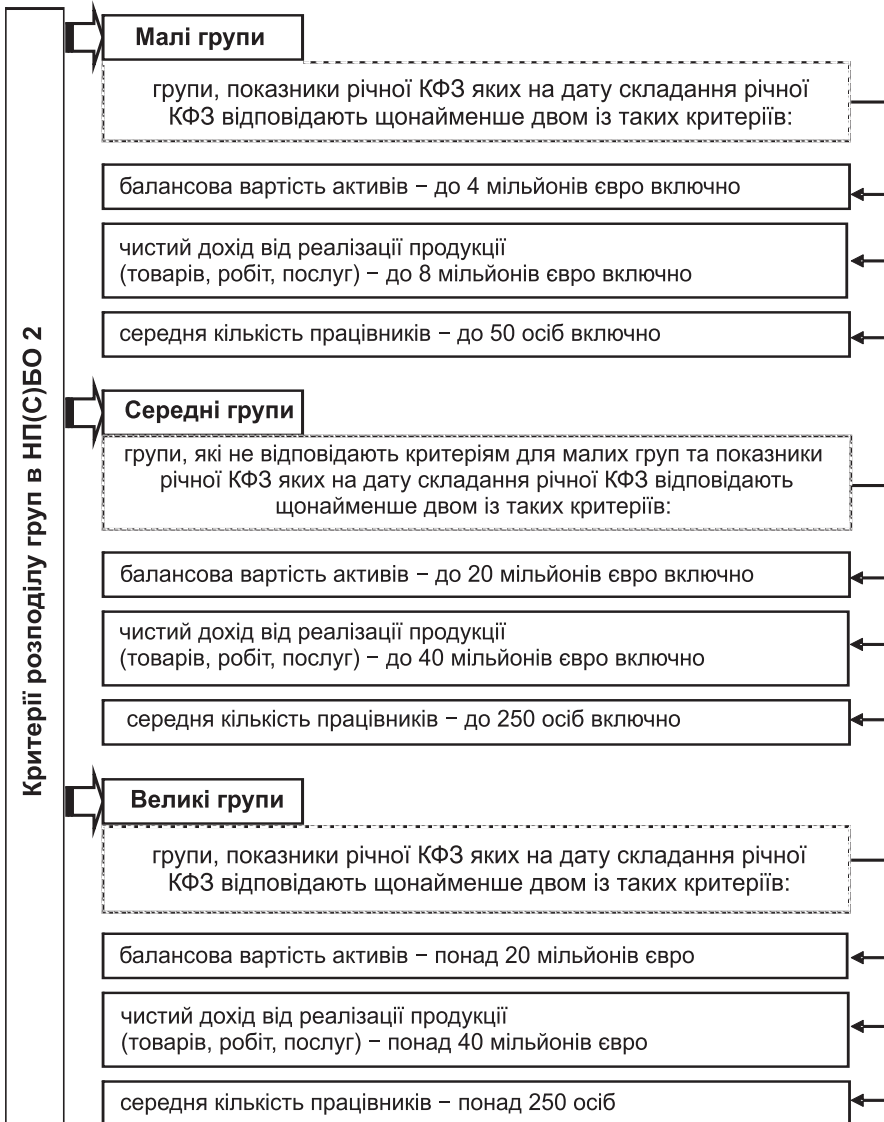 Критерії розподілу груп в НП(С)БО 2
Малі групи
групи, показники річної КФЗ яких на дату складання річної
КФЗ відповідають щонайменше двом із таких критеріїв:
балансова вартість активів − до 4 мільйонів євро включно
чистий дохід від реалізації продукції
(товарів, робіт, послуг) − до 8 мільйонів євро включно
середня кількість працівників − до 50 осіб включно
Середні групи
групи, які не відповідають критеріям для малих груп та показники
річної КФЗ яких на дату складання річної КФЗ відповідають
щонайменше двом із таких критеріїв:
балансова вартість активів − до 20 мільйонів євро включно
чистий дохід від реалізації продукції
(товарів, робіт, послуг) − до 40 мільйонів євро включно
середня кількість працівників − до 250 осіб включно
Великі групи
групи, показники річної КФЗ яких на дату складання річної
КФЗ відповідають щонайменше двом із таких критеріїв:
балансова вартість активів − понад 20 мільйонів євро
чистий дохід від реалізації продукції
(товарів, робіт, послуг) − понад 40 мільйонів євро
середня кількість працівників − понад 250 осіб